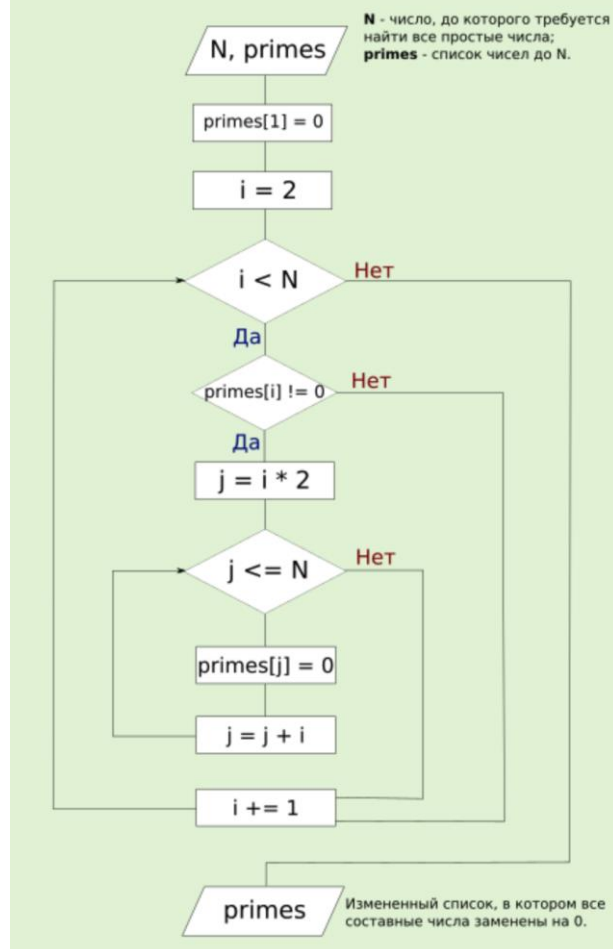 N, primes
N - число, до которого требуется
найти все простые числа;
primes - список чисел до N.
primes[1] = 0
i = 2
i < N
Нет
Да
primes[i] != 0
Нет
Да
j = i * 2
j <= N
Нет
primes[j] = 0
j = j + i
i += 1
primes
Измененный список, в котором все
составные числа заменены на 0.